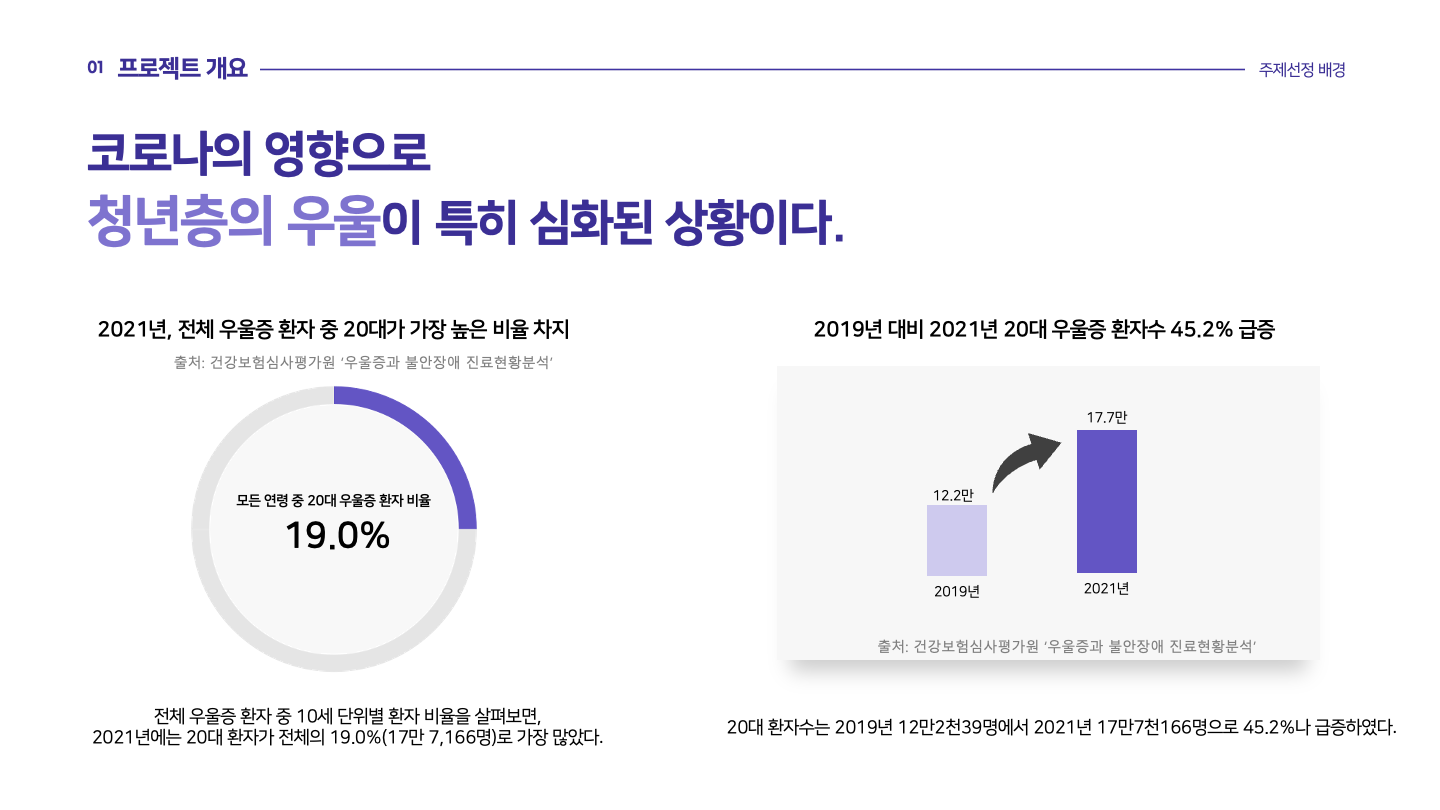 01 프로젝트 개요
주제선정 배경
코로나의 영향으로
청년층의 우울이 특히 심화된 상황이다.
2021년, 전체 우울증 환자 중 20대가 가장 높은 비율 차지
출처: 건강보험심사평가원 '우울증과 불안장애 진료현황분석'
모든 연령 중 20대 우울증 환자 비율
19.0%
전체 우울증 환자 중 10세 단위별 환자 비율을 살펴보면,
2021년에는 20대 환자가 전체의 19.0%(17만 7,166명)로 가장 많았다.
2019년 대비 2021년 20대 우울증 환자수 45.2% 급증
17.7만
12.2만
2019년
2021년
출처: 건강보험심사평가원 '우울증과 불안장애 진료현황분석'
20대 환자수는 2019년 12만2천39명에서 2021년 17만7천166명으로 45.2%나 급증하였다.